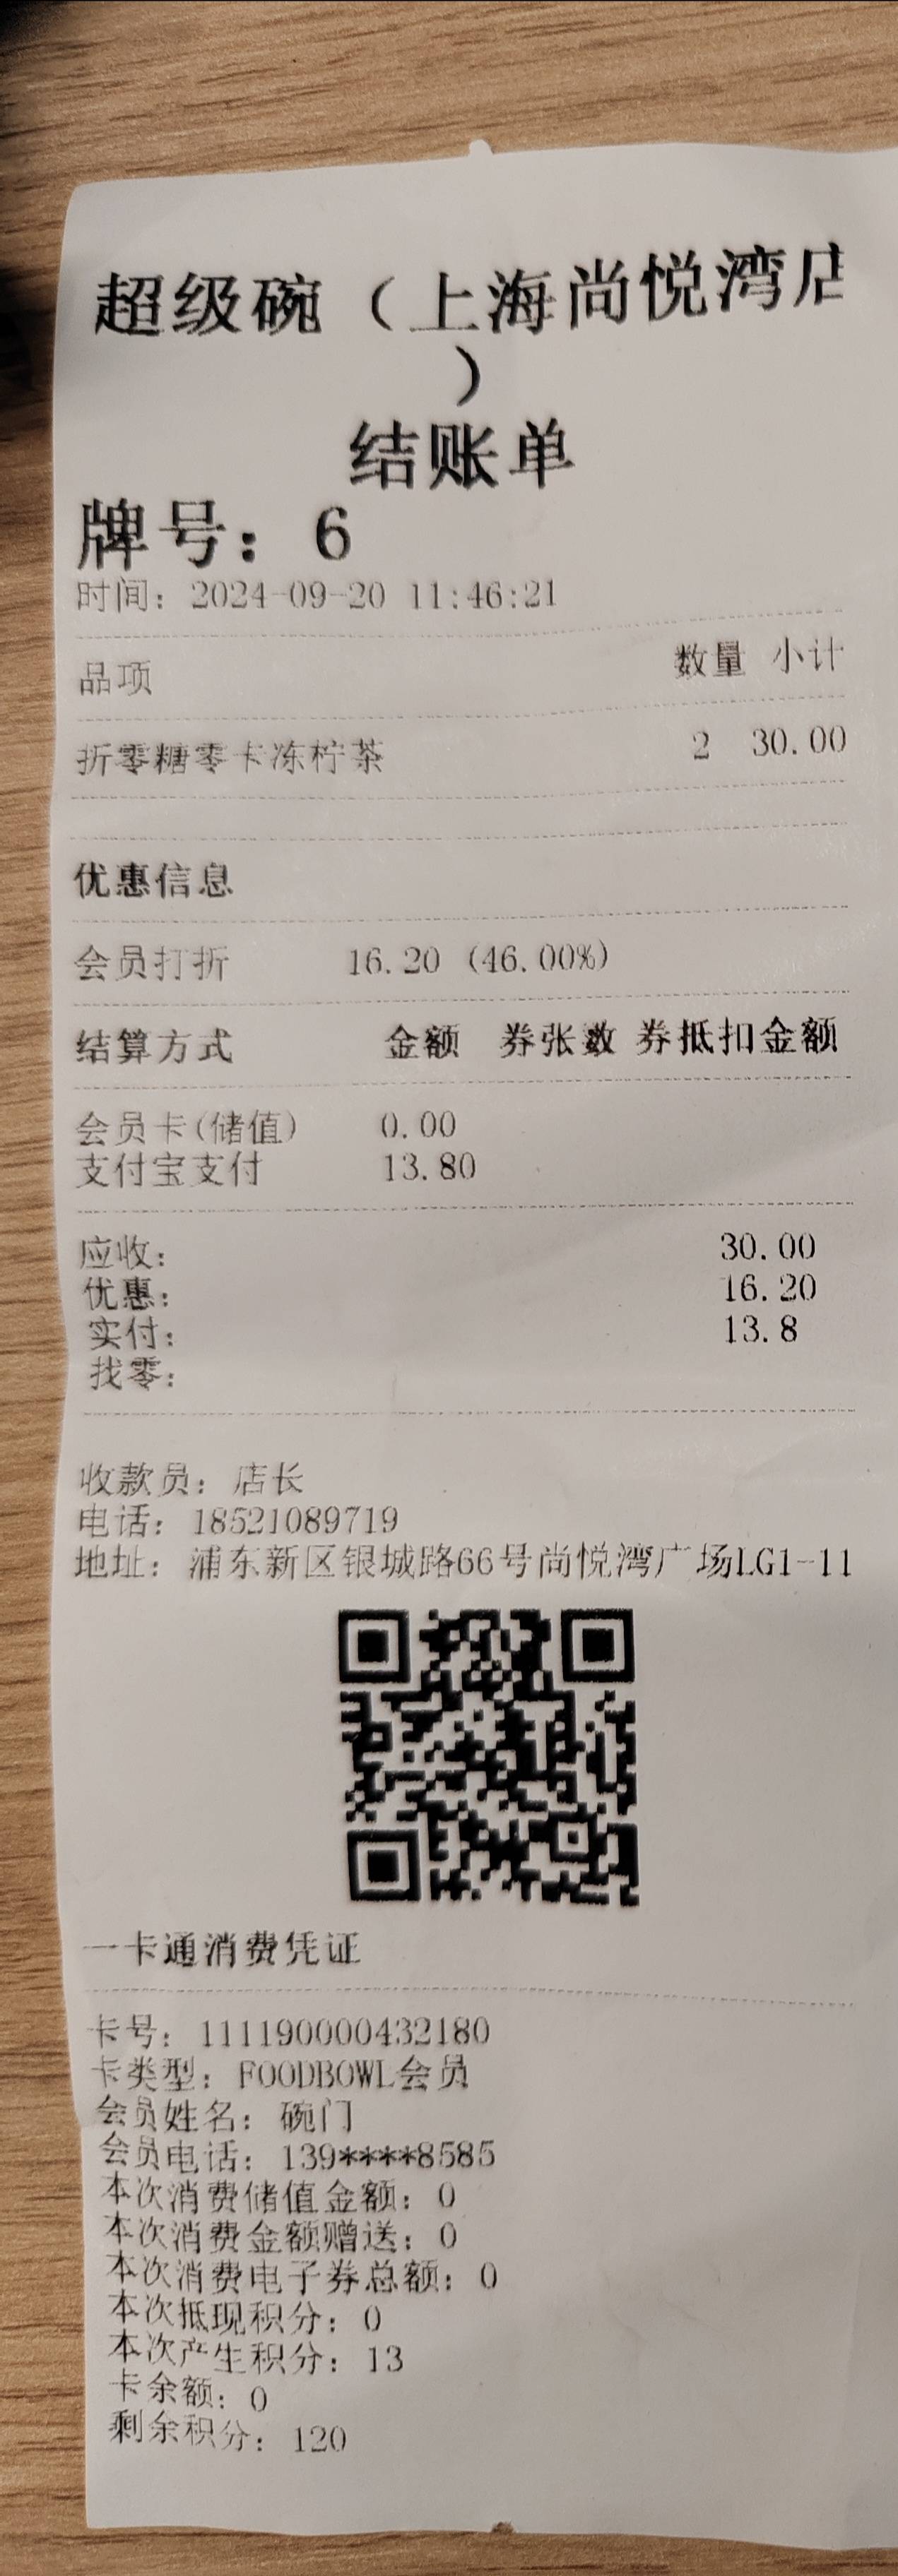 超级碗（上海尚悦湾店
）
结账单
牌号：6
时间：2024-09-20 11:46:21
品项 数量 小计
折零糖零卡冻柠茶 2 30.00
优惠信息
会员打折 16.20 (46.00%)
结算方式 金额 券张数 券抵扣金额
会员卡(储值) 0.00
支付宝支付 13.80
应收： 30.00
优惠： 16.20
实付： 13.8
找零：
收款员：店长
电话：18521089719
地址：浦东新区银城路66号尚悦湾广场LG1-11
一卡通消费凭证
卡号：111190000432180
卡类型：FOODBOWL会员
会员姓名：碗门
会员电话：139****8585
本次消费储值金额：0
本次消费金额赠送：0
本次消费电子券总额：0
本次抵现积分：0
本次产生积分：13
卡余额：0
剩余积分：120